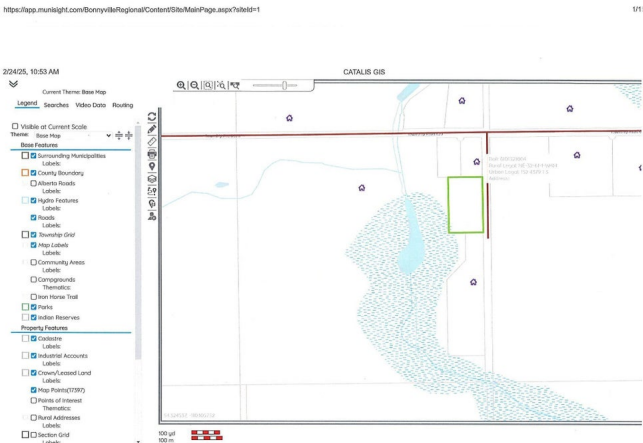 https://app.munisight.com/BonnyvilleRegional/Content/Site/MainPage.aspx?siteId=1
2/24/25, 10:53 AM
CATALIS GIS
Current Theme: Base Map
Legend Searches Video Data Routing
Visible at Current Scale
Theme: Base Map
Base Features
Surrounding Municipalities
Labels:
County Boundary
Alberta Roads
Labels:
Hydro Features
Labels:
Roads
Labels:
Township Grid
Map Labels
Labels:
Community Areas
Labels:
Campgrounds
Thematics:
Iron Horse Trail
Parks
Indian Reserves
Property Features
Cadastre
Labels:
Industrial Accounts
Labels:
Crown/Leased Land
Labels:
Map Points(17397)
Points of Interest
Thematics:
Rural Addresses
Labels:
Section Grid
Labels:
100 yd
100 m